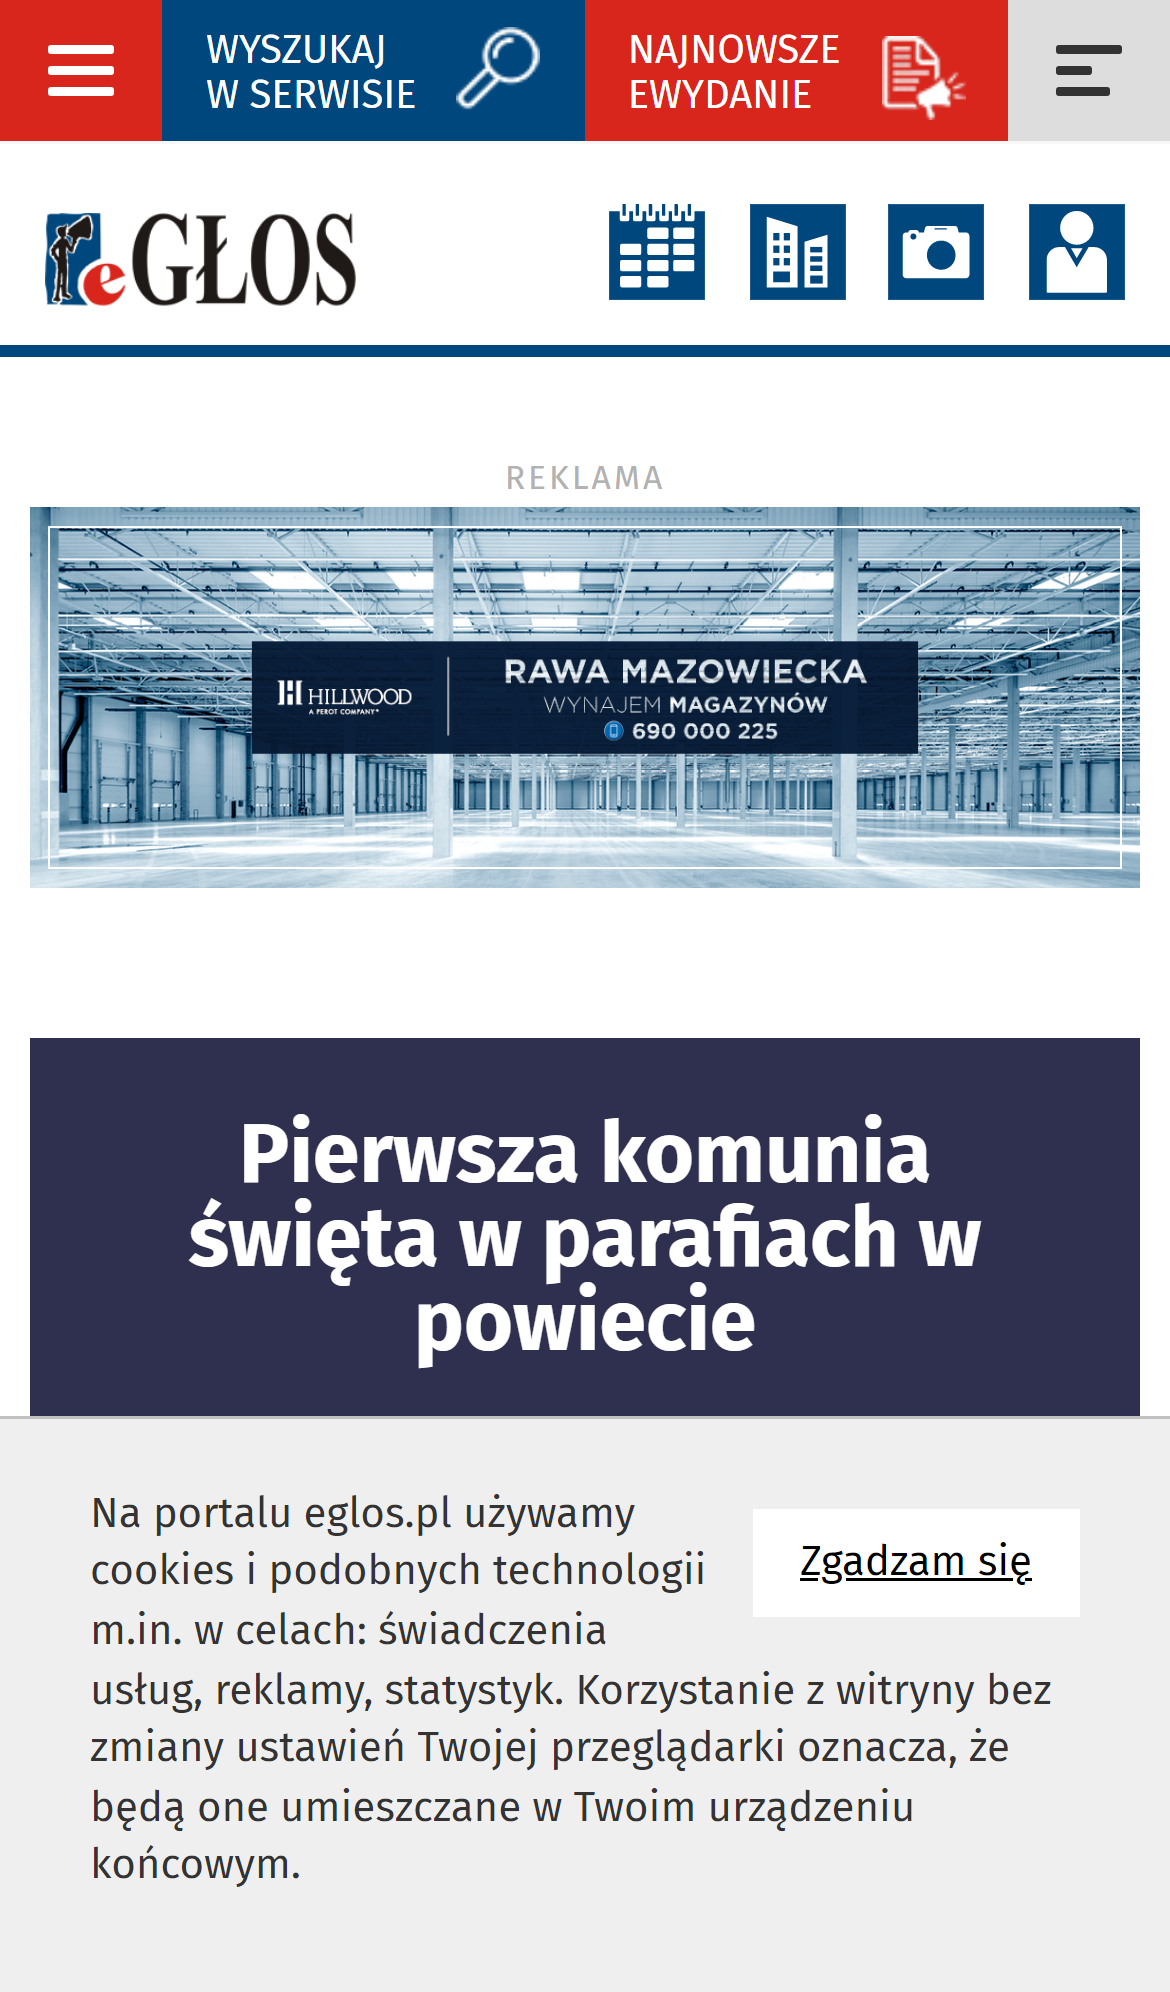 WYSZUKAJ
W SERWISIE
NAJNOWSZE
EWYDANIE
eGŁOS
REKLAMA
HILLWOOD
A PEROT COMPANY®
RAWA MAZOWIECKA
WYNAJEM MAGAZYNÓW
690 000 225
Pierwsza komunia
święta w parafiach w
powiecie
Na portalu eglos.pl używamy
cookies i podobnych technologii
m.in. w celach: świadczenia
usług, reklamy, statystyk. Korzystanie z witryny bez
zmiany ustawień Twojej przeglądarki oznacza, że
będą one umieszczane w Twoim urządzeniu
końcowym.
Zgadzam się